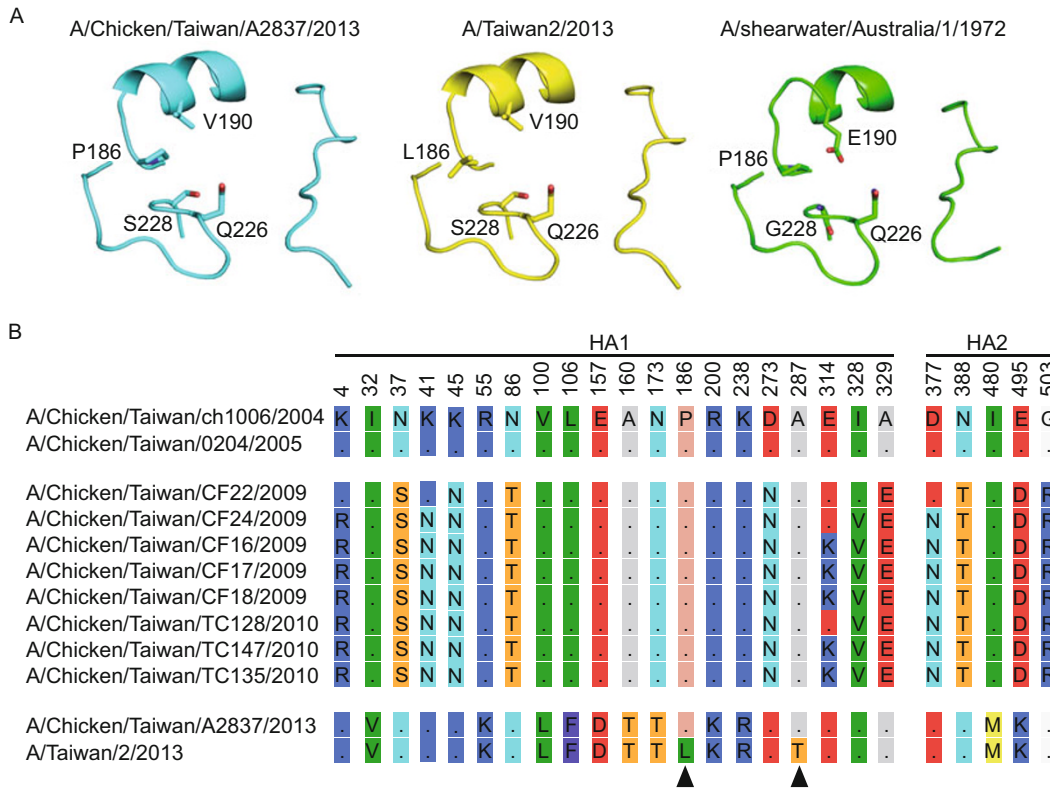 A
A/Chicken/Taiwan/A2837/2013 A/Taiwan2/2013 A/shearwater/Australia/1/1972
V190 V190 E190
P186 L186 P186
S228 Q226 S228 Q226 G228 Q226
B
HA1 HA2
4 32 37 41 45 55 86 100 106 157 160 173 186 200 238 273 287 314 328 329 377 388 480 495 503
A/Chicken/Taiwan/ch1006/2004 K I N K K R N V L E A N P R K D A E I A D N I E G
A/Chicken/Taiwan/0204/2005 . . . . . . . . . . . . . . . . . . . . . . . . .
A/Chicken/Taiwan/CF22/2009 . . S . N . T . . . . . . . . N . . . E . T . D R
A/Chicken/Taiwan/CF24/2009 R . S N N . T . . . . . . . . N . . V E N T . D R
A/Chicken/Taiwan/CF16/2009 R . S N N . T . . . . . . . . N . K V E N T . D R
A/Chicken/Taiwan/CF17/2009 R . S N N . T . . . . . . . . N . K V E N T . D R
A/Chicken/Taiwan/CF18/2009 R . S N N . T . . . . . . . . N . K V E N T . D R
A/Chicken/Taiwan/TC128/2010 R . S N N . T . . . . . . . . N . . V E N T . D R
A/Chicken/Taiwan/TC147/2010 R . S N N . T . . . . . . . . N . K V E N T . D R
A/Chicken/Taiwan/TC135/2010 R . S N N . T . . . . . . . . N . K V E N T . D R
A/Chicken/Taiwan/A2837/2013 . V . . . K . L F D T T . K R . . . . . . . M K .
A/Taiwan/2/2013 . V . . . K . L F D T T L K R . T . . . . . M K .